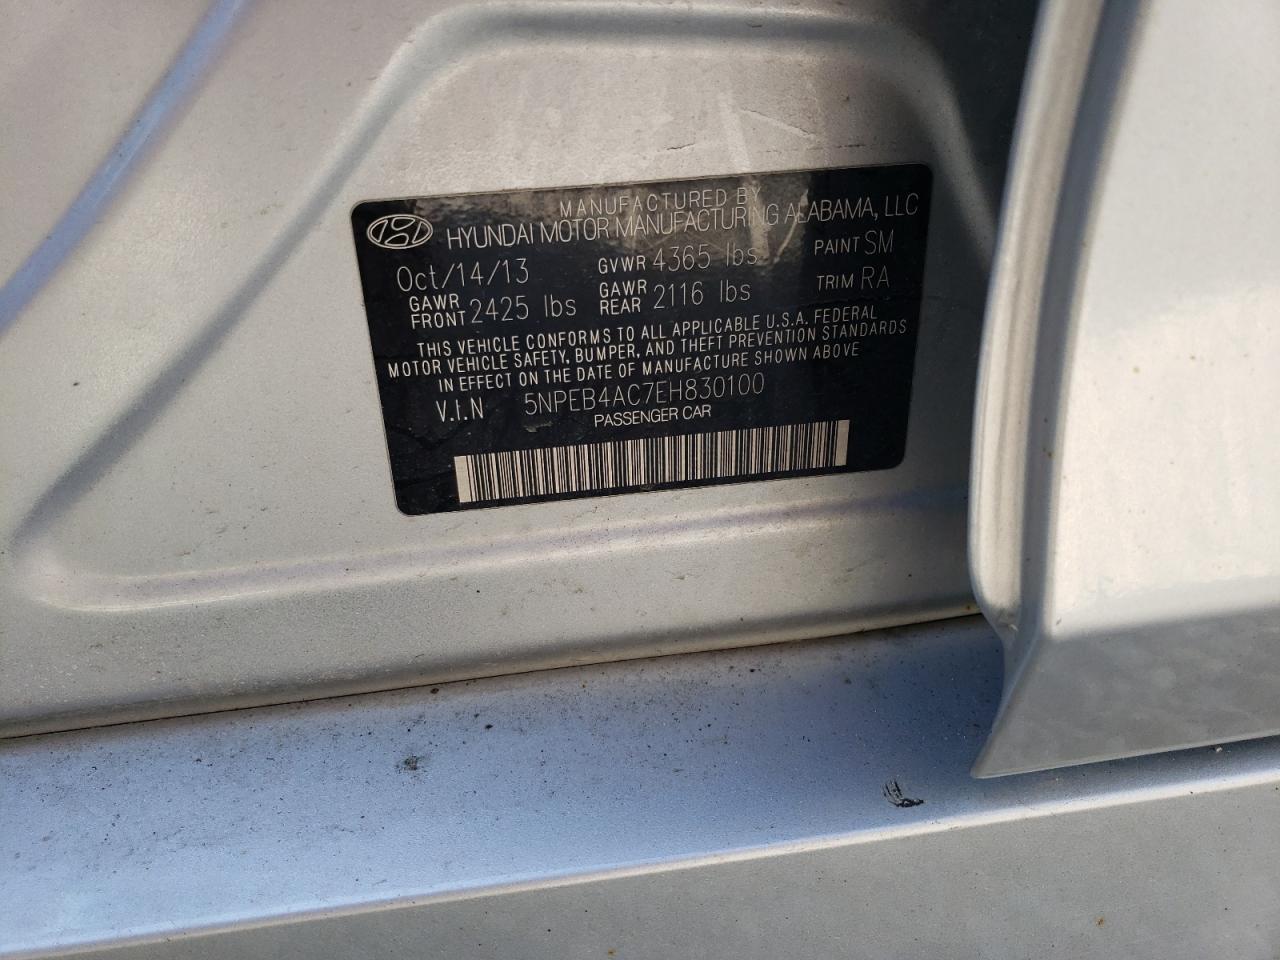 MANUFACTURED BY
HYUNDAI MOTOR MANUFACTURING ALABAMA, LLC
Oct/14/13 GVWR 4365 lbs PAINT SM
GAWR FRONT 2425 lbs GAWR REAR 2116 lbs TRIM RA
THIS VEHICLE CONFORMS TO ALL APPLICABLE U.S.A. FEDERAL
MOTOR VEHICLE SAFETY, BUMPER, AND THEFT PREVENTION STANDARDS
IN EFFECT ON THE DATE OF MANUFACTURE SHOWN ABOVE
V.I.N 5NPEB4AC7EH830100
PASSENGER CAR